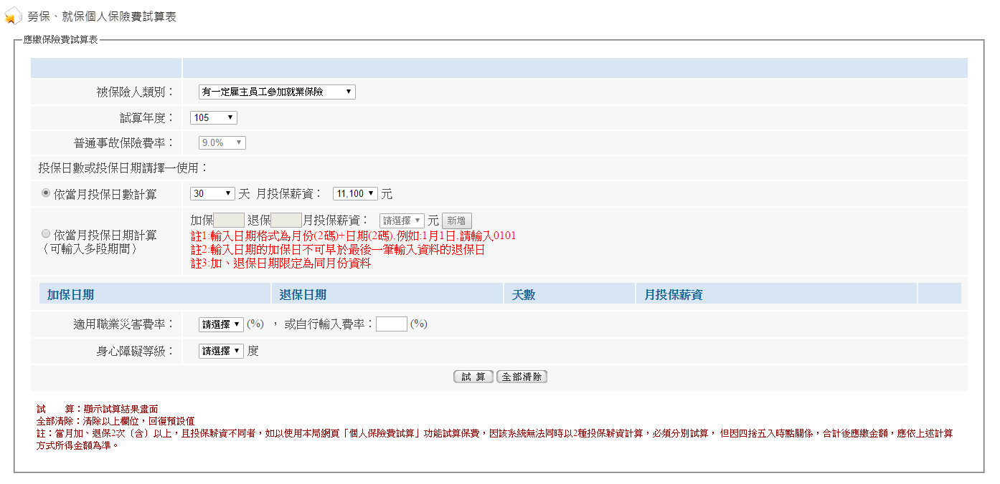 勞保、就保個人保險費試算表
應繳保險費試算表
被保險人類別： 有一定雇主員工參加就業保險
試算年度： 105
普通事故保險費率： 9.0%
投保日數或投保日期請擇一使用：
依當月投保日數計算 30 天 月投保薪資： 11,100 元
依當月投保日期計算
（可輸入多段期間）
加保 退保 月投保薪資： 請選擇 元 新增
註1:輸入日期格式為月份(2碼)+日期(2碼),例如:1月1日,請輸入0101
註2:輸入日期的加保日不可早於最後一筆輸入資料的退保日
註3:加、退保日期限定為同月份資料
加保日期 退保日期 天數 月投保薪資
適用職業災害費率： 請選擇 (%) ， 或自行輸入費率： (%)
身心障礙等級： 請選擇 度
試 算 全部清除
試　　算：顯示試算結果畫面
全部清除：清除以上欄位，回復預設值
註：當月加、退保2次〔含〕以上，且投保薪資不同者，如以使用本局網頁「個人保險費試算」功能試算保費，因該系統無法同時以2種投保薪資計算，必須分別試算， 但因四捨五入時點關係，合計後應繳金額，應依上述計算
方式所得金額為準。